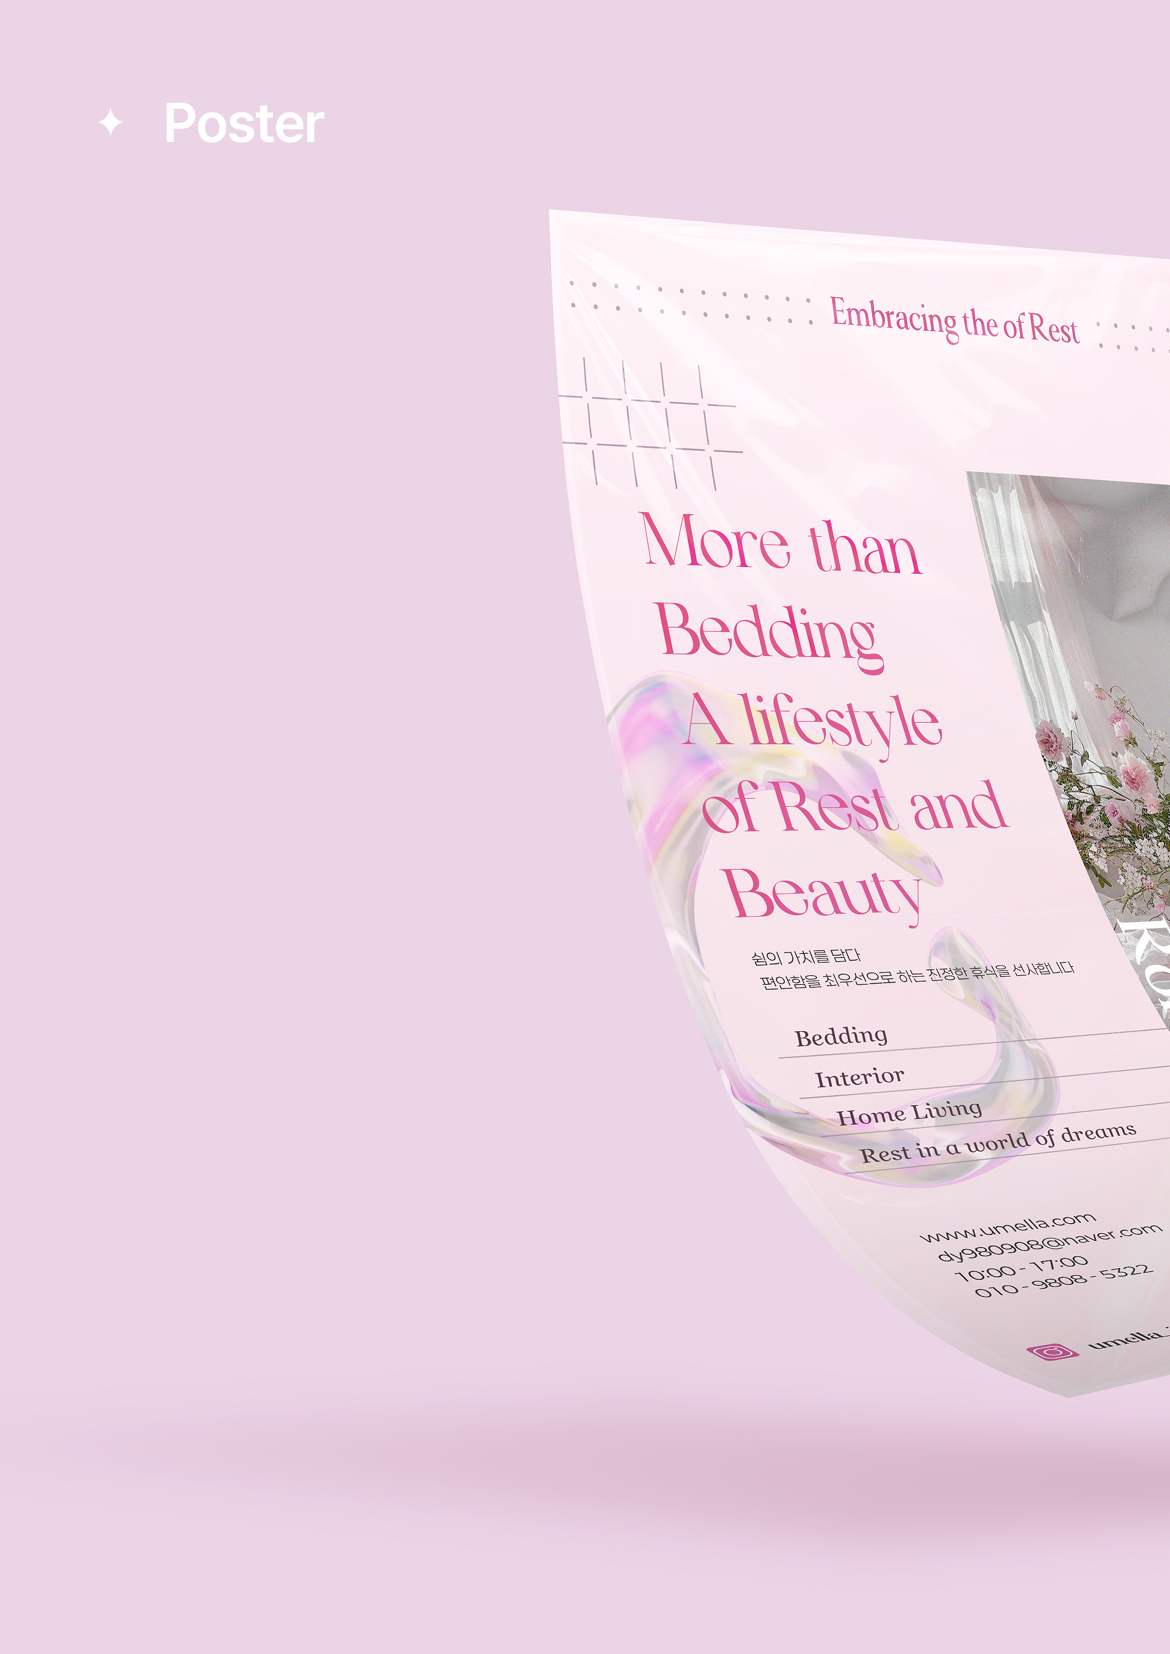 Poster
Embracing the of Rest
More than
Bedding
A lifestyle
of Rest and
Beauty
쉼의 가치를 담다
편안함을 최우선으로 하는 진정한 휴식을 선사합니다
Bedding
Interior
Home Living
Rest in a world of dreams
www.umella.com
dy980908@naver.com
10:00 - 17:00
010 - 9808 - 5322
umella_